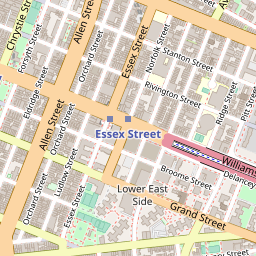 Chrystie Stre
Forsyth Street
Allen Street
Orchard Street
Essex Street
Norfolk Street
Stanton Street
Rivington Street
Eldridge Street
Allen Street
Orchard Street
Essex Street
Ridge Street
Pitt Str
Williams
Delancey
Broome Street
Ludlow Street
Orchard Street
Essex Street
Lower East
Side
Grand Street